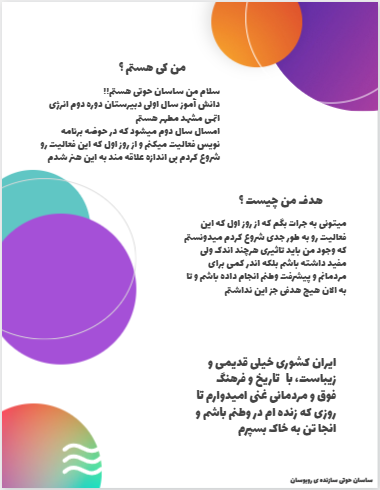 من کی هستم ؟
سلام من ساسان حوتی هستم!!
دانش آموز سال اولی دبیرستان دوره دوم انرژی
اتمی مشهد مطهر هستم
امسال سال دوم میشود که در حوضه برنامه
نویس فعالیت میکنم و از روز اول که این فعالیت رو
شروع کردم بی اندازه علاقه مند به این هنر شدم
هدف من چیست ؟
میتونی به جرات بگم که از روز اول که این
فعالیت رو به طور جدی شروع کردم میدونستم
که وجود من باید تاثیری هرچند اندک ولی
مفید داشته باشم بلکه اندر کمی برای
مردمانم و پیشرفت وطنم انجام داده باشم و تا
به الان هیچ هدفی جز این نداشتم
ایران کشوری خیلی قدیمی و
زیباست، با تاریخ و فرهنگ
فوق و مردمانی غنی امیدوارم تا
روزی که زنده ام در وطنم باشم و
انجا تن به خاک بسپرم
ساسان حوتی سازنده ی روبوسان